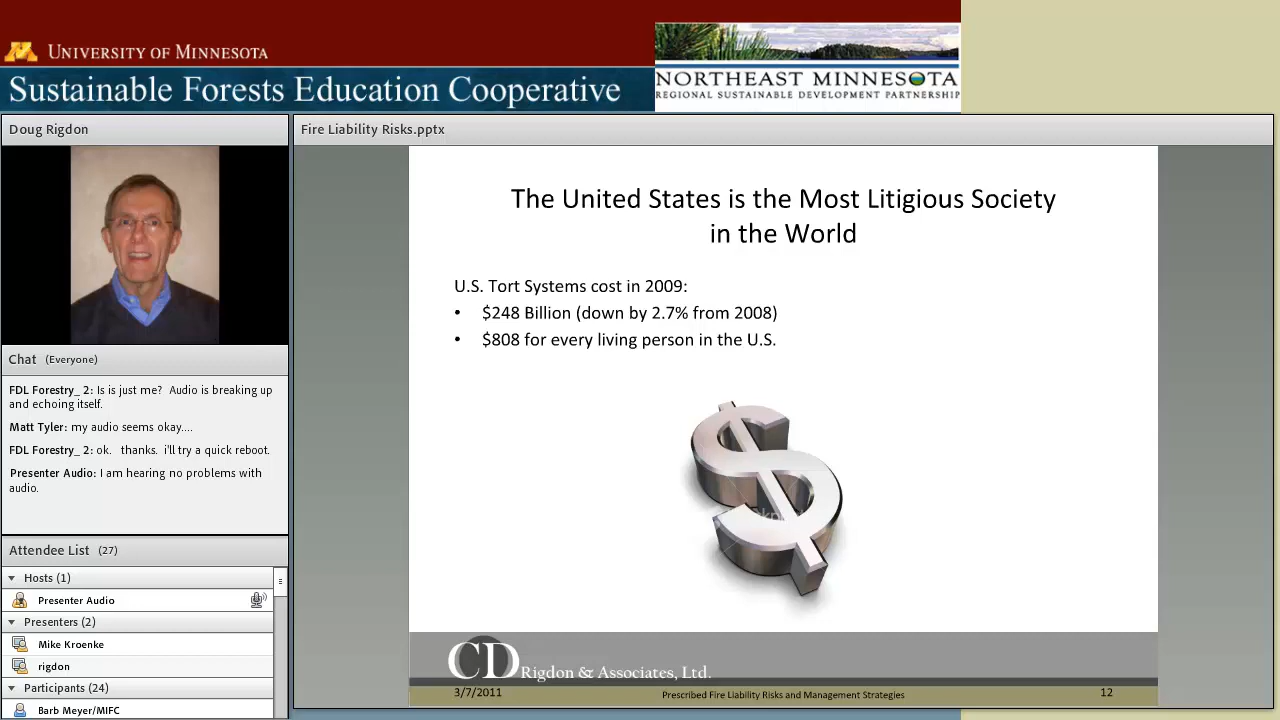 UNIVERSITY OF MINNESOTA
Sustainable Forests Education Cooperative
NORTHEAST MINNESOTA
REGIONAL SUSTAINABLE DEVELOPMENT PARTNERSHIP
Doug Rigdon
Chat (Everyone)
FDL Forestry_ 2: Is is just me? Audio is breaking up
and echoing itself.
Matt Tyler: my audio seems okay....
FDL Forestry_ 2: ok. thanks. i'll try a quick reboot.
Presenter Audio: I am hearing no problems with
audio.
Attendee List (27)
Hosts (1)
Presenter Audio
Presenters (2)
Mike Kroenke
rigdon
Participants (24)
Barb Meyer/MIFC
Fire Liability Risks.pptx
The United States is the Most Litigious Society
in the World
U.S. Tort Systems cost in 2009:
• $248 Billion (down by 2.7% from 2008)
• $808 for every living person in the U.S.
CD Rigdon & Associates, Ltd.
3/7/2011
Prescribed Fire Liability Risks and Management Strategies
12